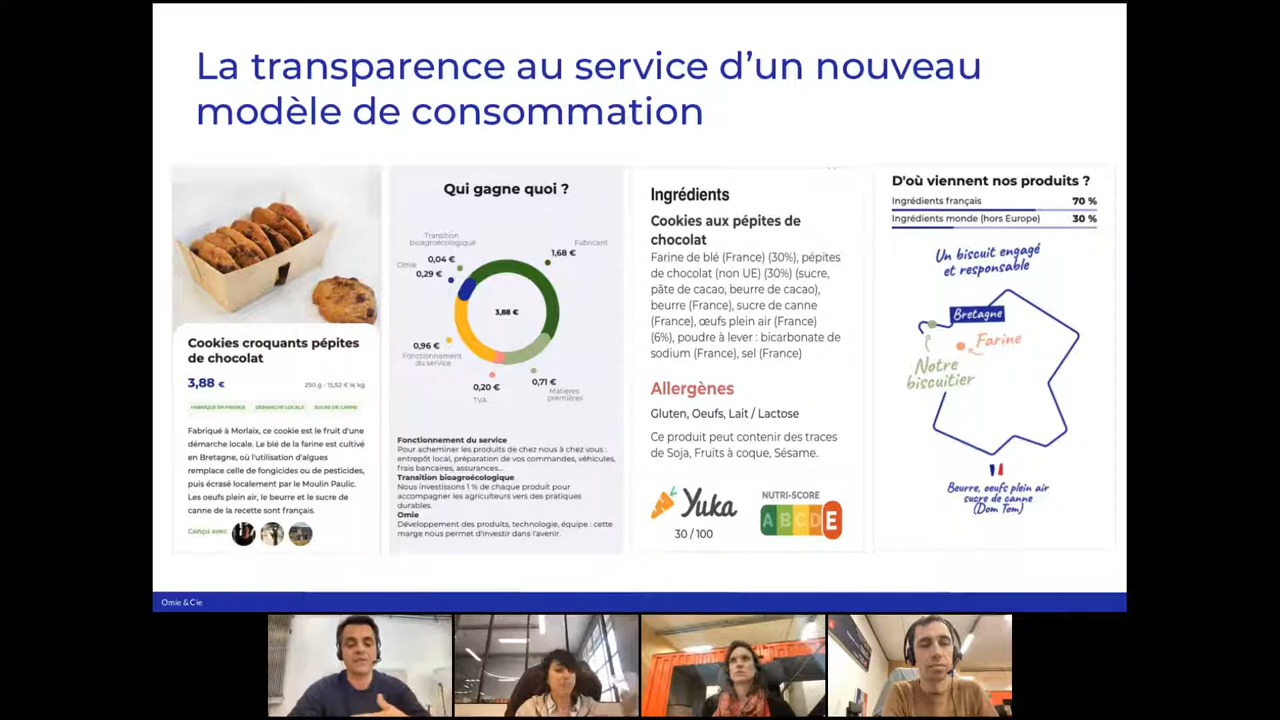 La transparence au service d'un nouveau
modèle de consommation
Cookies croquants pépites
de chocolat
3,88 €
250 g - 15,52 € le kg
FABRIQUÉ EN FRANCE DÉMARCHE LOCALE SUCRE DE CANNE
Fabriqué à Morlaix, ce cookie est le fruit d'une
démarche locale. Le blé de la farine est cultivé
en Bretagne, où l'utilisation d'algues
remplace celle de fongicides ou de pesticides,
puis écrasé localement par le Moulin Paulic.
Les oeufs plein air, le beurre et le sucre de
canne de la recette sont français.
Conçu avec
Qui gagne quoi ?
Transition
bioagroécologique
0,04 €
Omie
0,29 €
Fabricant
1,68 €
3,88 €
0,96 €
Fonctionnement
du service
0,20 €
TVA
0,71 €
Matières
premières
Fonctionnement du service
Pour acheminer les produits de chez nous à chez vous :
entrepôt local, préparation de vos commandes, véhicules,
frais bancaires, assurances...
Transition bioagroécologique
Nous investissons 1 % de chaque produit pour
accompagner les agriculteurs vers des pratiques
durables.
Omie
Développement des produits, technologie, équipe : cette
marge nous permet d'investir dans l'avenir.
Ingrédients
Cookies aux pépites de
chocolat
Farine de blé (France) (30%), pépites
de chocolat (non UE) (30%) (sucre,
pâte de cacao, beurre de cacao),
beurre (France), sucre de canne
(France), œufs plein air (France)
(6%), poudre à lever : bicarbonate de
sodium (France), sel (France)
Allergènes
Gluten, Oeufs, Lait / Lactose
Ce produit peut contenir des traces
de Soja, Fruits à coque, Sésame.
Yuka
30 / 100
NUTRI-SCORE
A B C D E
D'où viennent nos produits ?
Ingrédients français 70 %
Ingrédients monde (hors Europe) 30 %
Un biscuit engagé
et responsable
Bretagne
Farine
Notre
biscuitier
Beurre, oeufs plein air
sucre de canne
(Dom Tom)
Omie & Cie